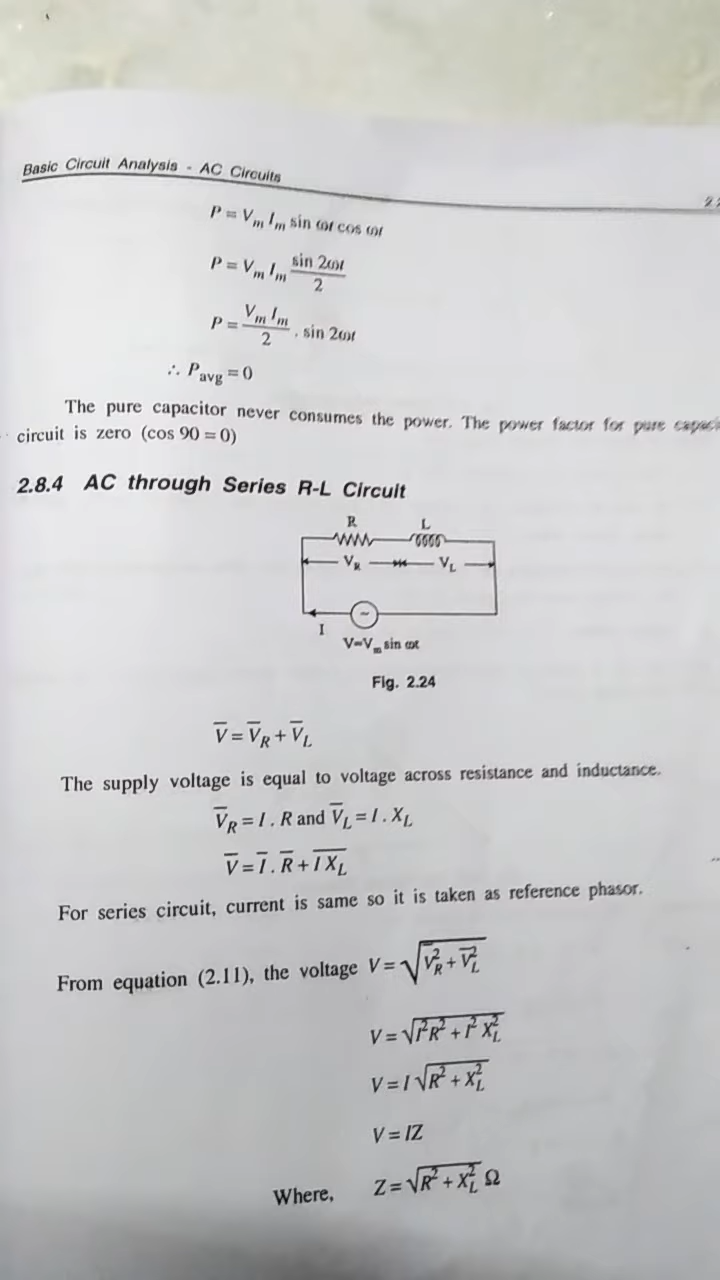 Basic Circuit Analysis - AC Circuits
P = V_m I_m sin ωt cos ωt
P = V_m I_m sin 2ωt / 2
P = V_m I_m / 2 . sin 2ωt
∴ P_avg = 0
The pure capacitor never consumes the power. The power factor for pure
circuit is zero (cos 90 = 0)
2.8.4 AC through Series R-L Circuit
R L
V_R V_L
~
I
V=V_m sin ωt
Fig. 2.24
V̅ = V̅_R + V̅_L
The supply voltage is equal to voltage across resistance and inductance.
V̅_R = I . R and V̅_L = I . X_L
V̅ = I̅ . R̅ + I̅ X̅_L
For series circuit, current is same so it is taken as reference phasor.
From equation (2.11), the voltage V = √(V̅_R² + V̅_L²)
V = √(I²R² + I² X_L²)
V = I √(R² + X_L²)
V = IZ
Where, Z = √(R² + X_L²) Ω